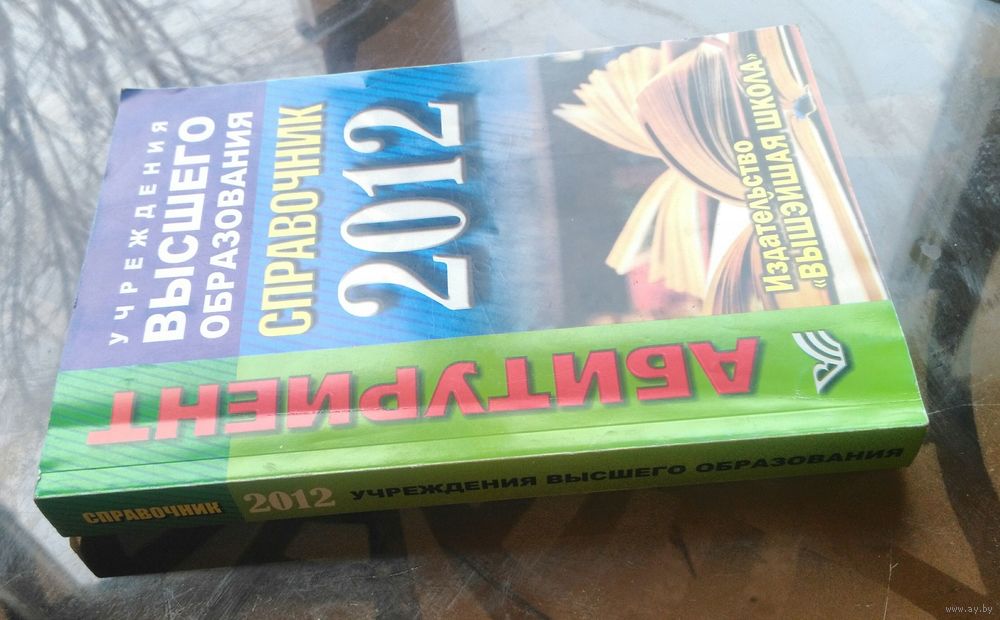 УЧРЕЖДЕНИЯ
ВЫСШЕГО
ОБРАЗОВАНИЯ
СПРАВОЧНИК
2012
Издательство
«ВЫШЭЙШАЯ ШКОЛА»
АБИТУРИЕНТ
СПРАВОЧНИК 2012 УЧРЕЖДЕНИЯ ВЫСШЕГО ОБРАЗОВАНИЯ
www.ay.by